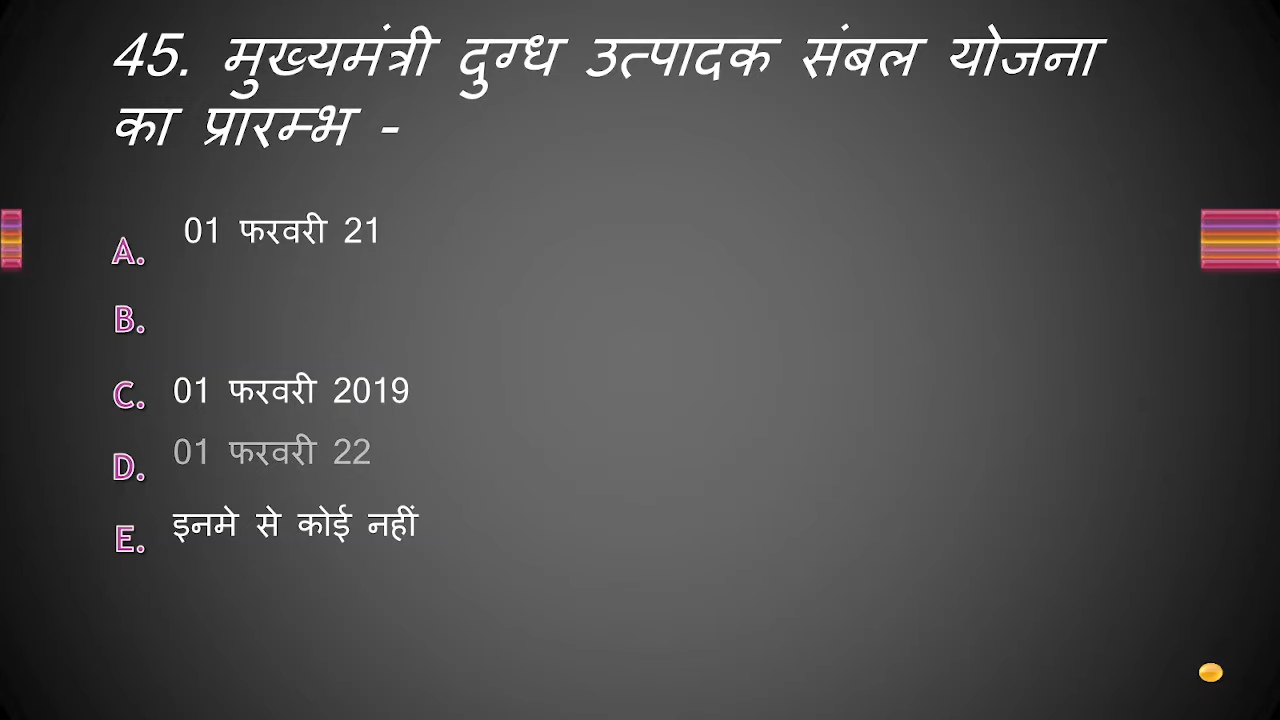 45. मुख्यमंत्री दुग्ध उत्पादक संबल योजना
का प्रारम्भ -
A. 01 फरवरी 21
B.
C. 01 फरवरी 2019
D. 01 फरवरी 22
E. इनमे से कोई नहीं